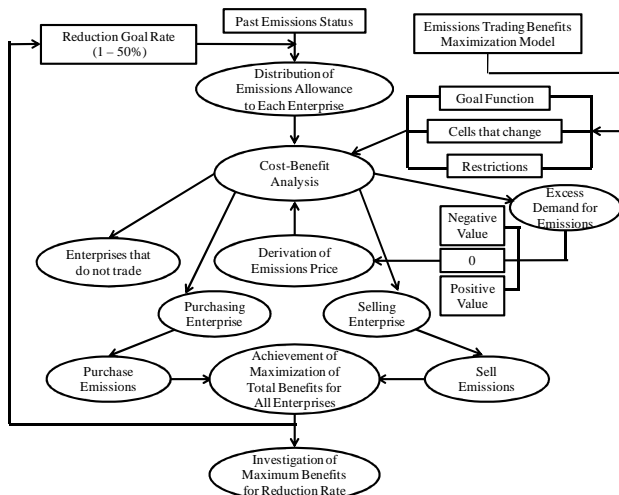 Reduction Goal Rate
(1 – 50%)
Past Emissions Status
Emissions Trading Benefits
Maximization Model
Distribution of
Emissions Allowance
to Each Enterprise
Goal Function
Cells that change
Restrictions
Cost-Benefit
Analysis
Excess
Demand for
Emissions
Negative
Value
0
Positive
Value
Enterprises that
do not trade
Derivation of
Emissions Price
Purchasing
Enterprise
Selling
Enterprise
Purchase
Emissions
Achievement of
Maximization of
Total Benefits for
All Enterprises
Sell
Emissions
Investigation of
Maximum Benefits
for Reduction Rate